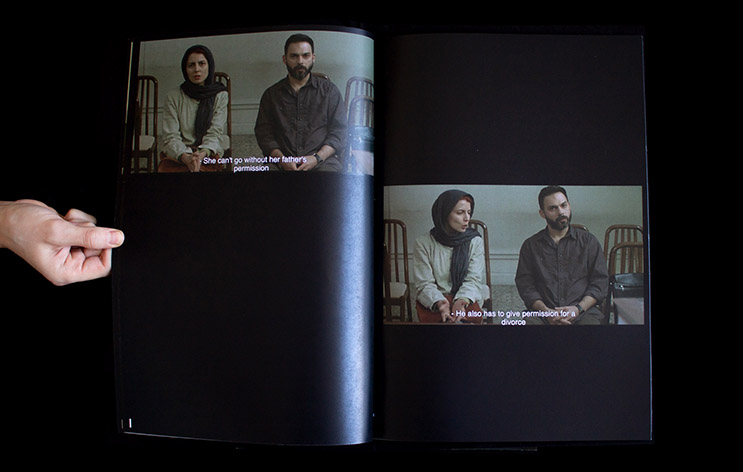 - She can't go without her father's
permission
- He also has to give permission for a
divorce